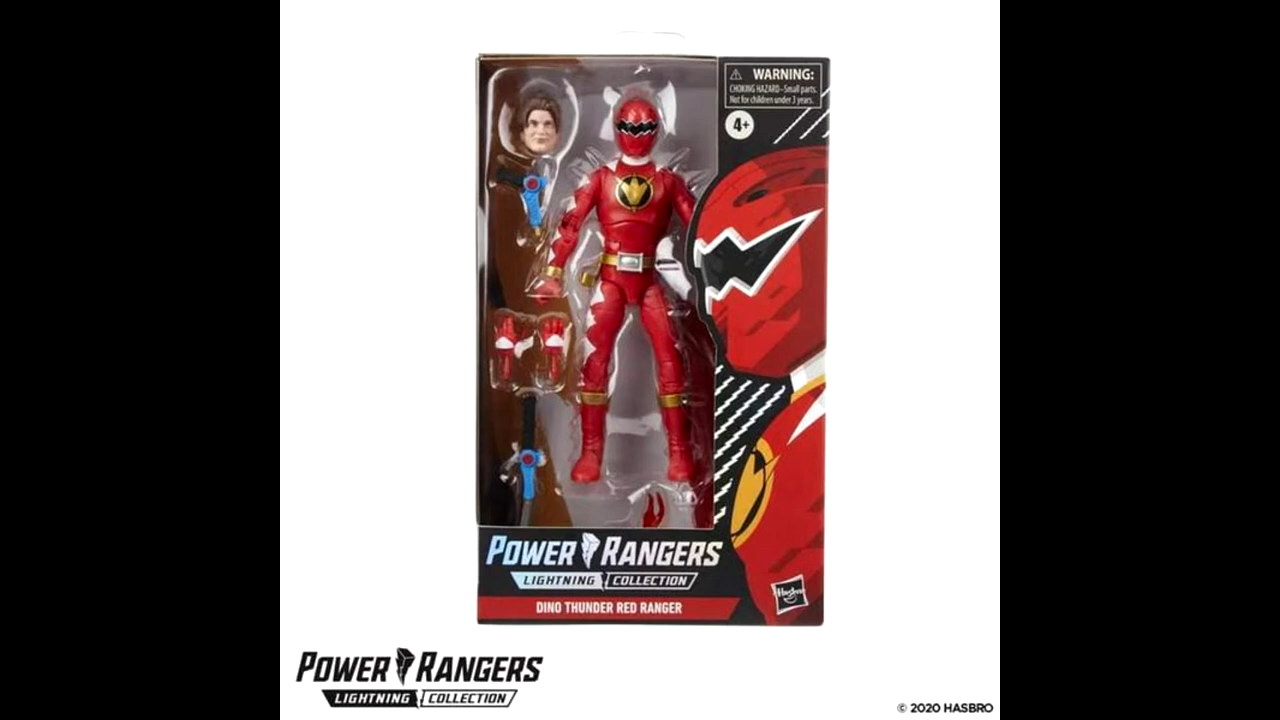 ⚠ WARNING:
CHOKING HAZARD–Small parts.
Not for children under 3 years.
4+
POWER RANGERS
LIGHTNING COLLECTION
DINO THUNDER RED RANGER
Hasbro
POWER RANGERS
LIGHTNING COLLECTION
© 2020 HASBRO